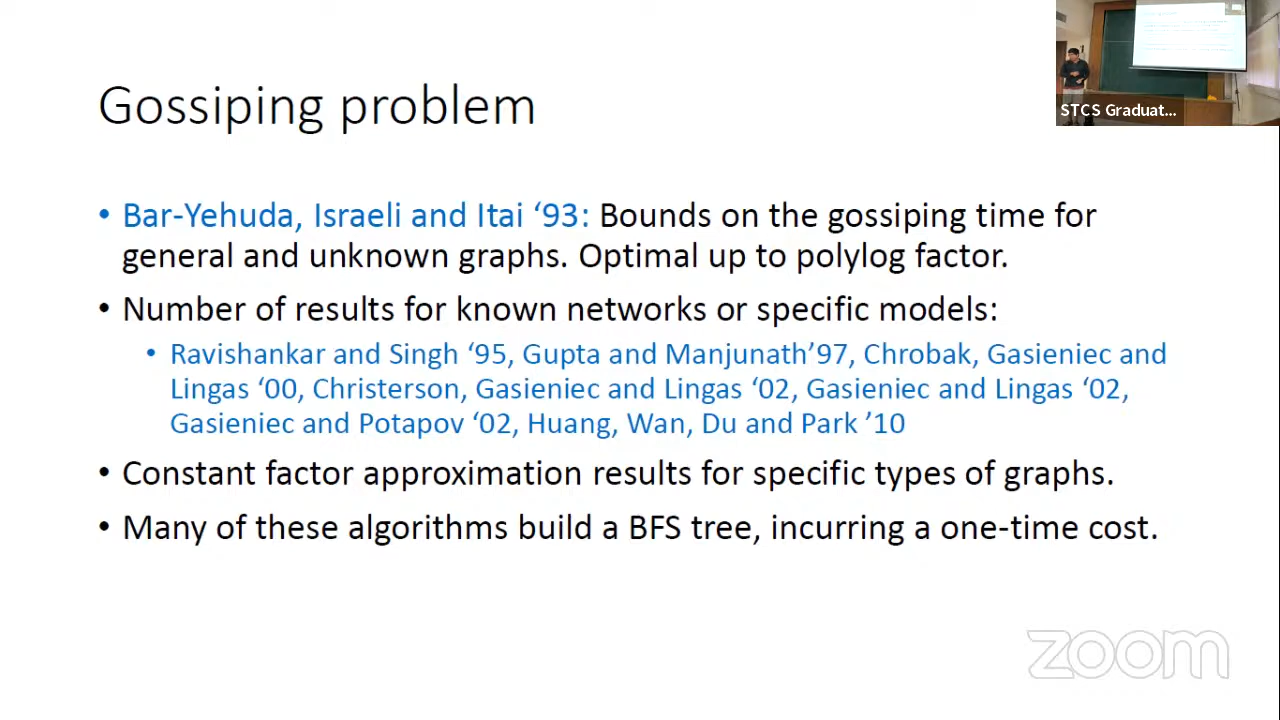 Gossiping problem
STCS Graduat...
• Bar-Yehuda, Israeli and Itai ‘93: Bounds on the gossiping time for
general and unknown graphs. Optimal up to polylog factor.
• Number of results for known networks or specific models:
• Ravishankar and Singh ‘95, Gupta and Manjunath’97, Chrobak, Gasieniec and
Lingas ‘00, Christerson, Gasieniec and Lingas ‘02, Gasieniec and Lingas ‘02,
Gasieniec and Potapov ‘02, Huang, Wan, Du and Park ’10
• Constant factor approximation results for specific types of graphs.
• Many of these algorithms build a BFS tree, incurring a one-time cost.
zoom